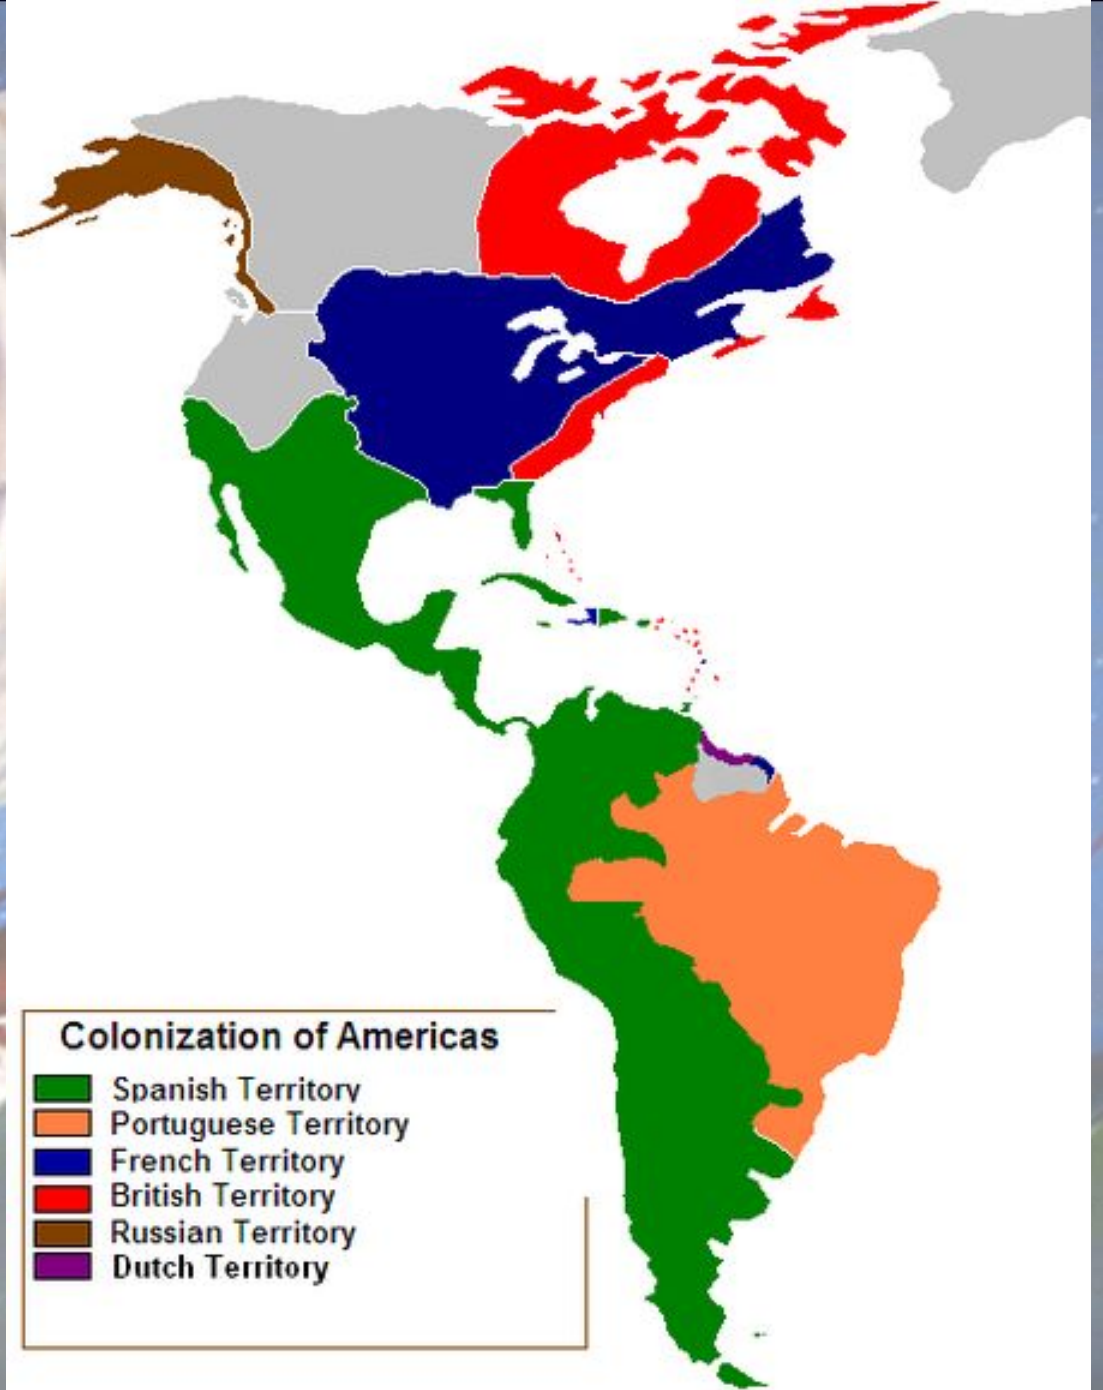 Colonization of Americas
Spanish Territory
Portuguese Territory
French Territory
British Territory
Russian Territory
Dutch Territory